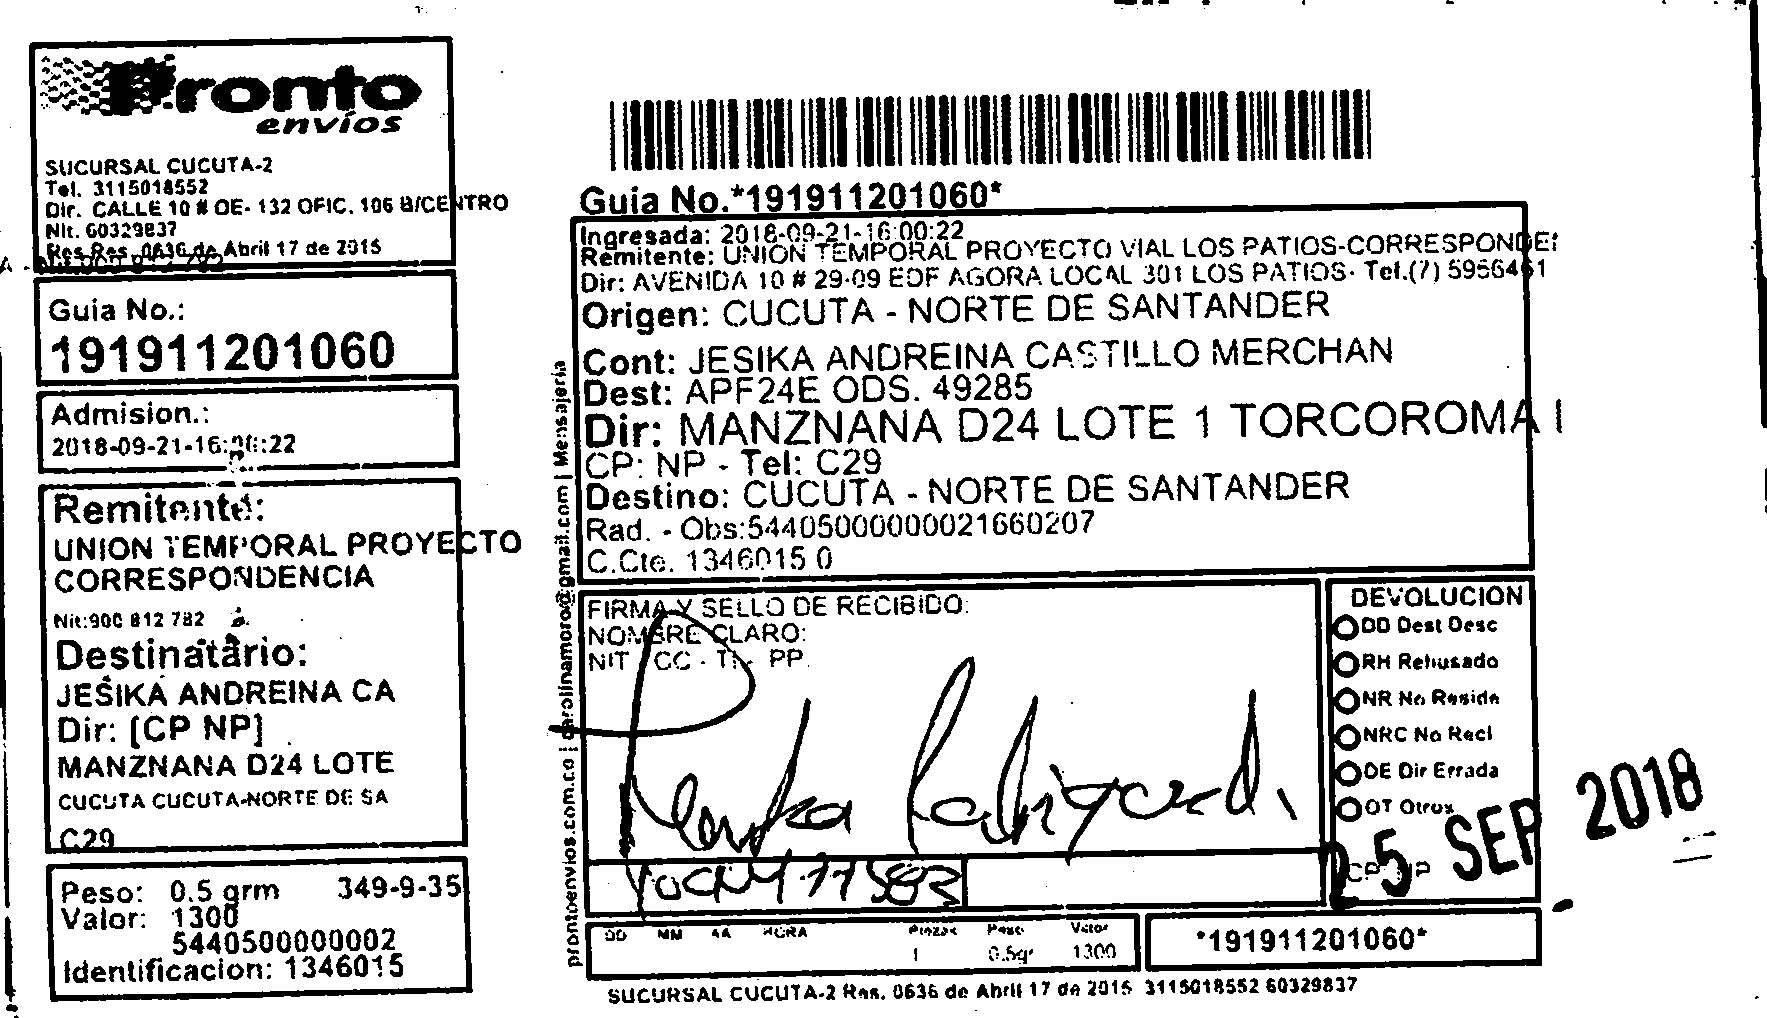 Pronto
envíos
SUCURSAL CUCUTA-2
Tel. 3115018552
Dir. CALLE 10 # OE- 132 OFIC. 106 B/CENTRO
Nit. 60329837
Res.Res. 0636 de Abril 17 de 2015
Guia No.:
191911201060
Admision.:
2018-09-21-16:00:22
Remitente:
UNION TEMPORAL PROYECTO
CORRESPONDENCIA
Nit:900 812 782
Destinatario:
JESIKA ANDREINA CA
Dir: [CP NP]
MANZNANA D24 LOTE
CUCUTA CUCUTA-NORTE DE SA
C29
Peso: 0.5 grm 349-9-35
Valor: 1300
5440500000002
Identificacion: 1346015
prontoenvios.com.co | carolinamoro@gmail.com | Mensajeria
Guia No.*191911201060*
Ingresada: 2018-09-21-16:00:22
Remitente: UNION TEMPORAL PROYECTO VIAL LOS PATIOS-CORRESPONDE
Dir: AVENIDA 10 # 29-09 EDF AGORA LOCAL 301 LOS PATIOS- Tel.(7) 5956461
Origen: CUCUTA - NORTE DE SANTANDER
Cont: JESIKA ANDREINA CASTILLO MERCHAN
Dest: APF24E ODS. 49285
Dir: MANZNANA D24 LOTE 1 TORCOROMA I
CP: NP - Tel: C29
Destino: CUCUTA - NORTE DE SANTANDER
Rad. - Obs:54405000000021660207
C.Cte. 1346015 0
FIRMA Y SELLO DE RECIBIDO:
NOMBRE CLARO:
NIT CC - TI - PP.
DEVOLUCION
DD Dest Desc
RH Rehusado
NR No Reside
NRC No Recl
DE Dir Errada
OT Otros
25 SEP 2018
DD MM AA HORA Piezas Peso Valor
1 0.5gr 1300
*191911201060*
SUCURSAL CUCUTA-2 Res. 0636 de Abril 17 de 2015 3115018552 60329837